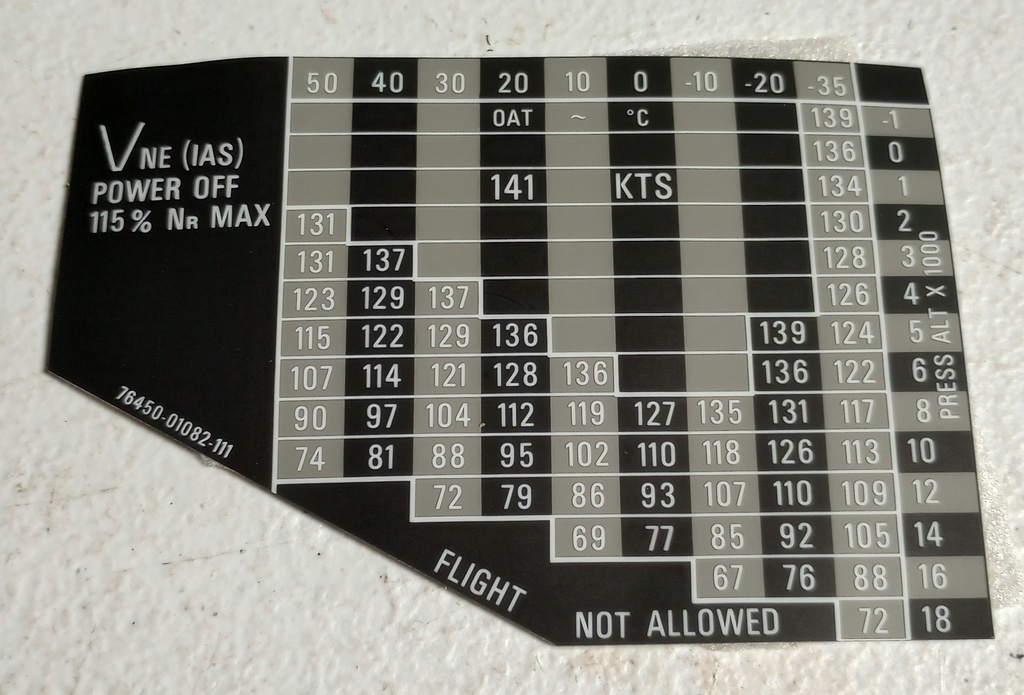 50 40 30 20 10 0 -10 -20 -35
OAT ~ °C 139 -1
136 0
141 KTS 134 1
131 130 2
131 137 128 3
123 129 137 126 4
115 122 129 136 139 124 5
107 114 121 128 136 136 122 6
90 97 104 112 119 127 135 131 117 8
74 81 88 95 102 110 118 126 113 10
72 79 86 93 107 110 109 12
69 77 85 92 105 14
67 76 88 16
72 18
PRESS ALT X 1000
VNE (IAS)
POWER OFF
115% NR MAX
76450-01082-111
FLIGHT
NOT ALLOWED